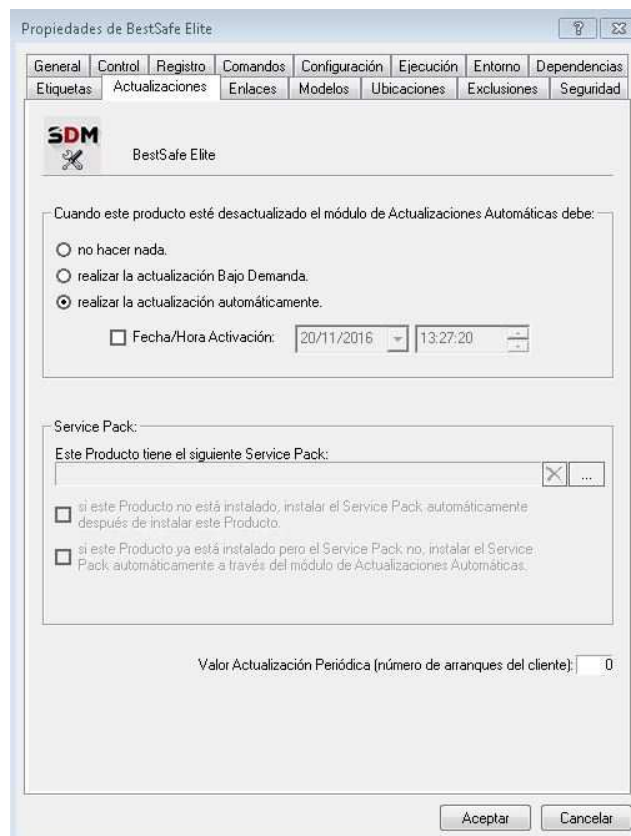 Propiedades de BestSafe Elite
General Control Registro Comandos Configuración Ejecución Entorno Dependencias
Etiquetas Actualizaciones Enlaces Modelos Ubicaciones Exclusiones Seguridad
SDM
BestSafe Elite
Cuando este producto esté desactualizado el módulo de Actualizaciones Automáticas debe:
no hacer nada.
realizar la actualización Bajo Demanda.
realizar la actualización automáticamente.
Fecha/Hora Activación: 20/11/2016 13:27:20
Service Pack:
Este Producto tiene el siguiente Service Pack:
...
si este Producto no está instalado, instalar el Service Pack automáticamente
después de instalar este Producto.
si este Producto ya está instalado pero el Service Pack no, instalar el Service
Pack automáticamente a través del módulo de Actualizaciones Automáticas.
Valor Actualización Periódica (número de arranques del cliente): 0
Aceptar Cancelar